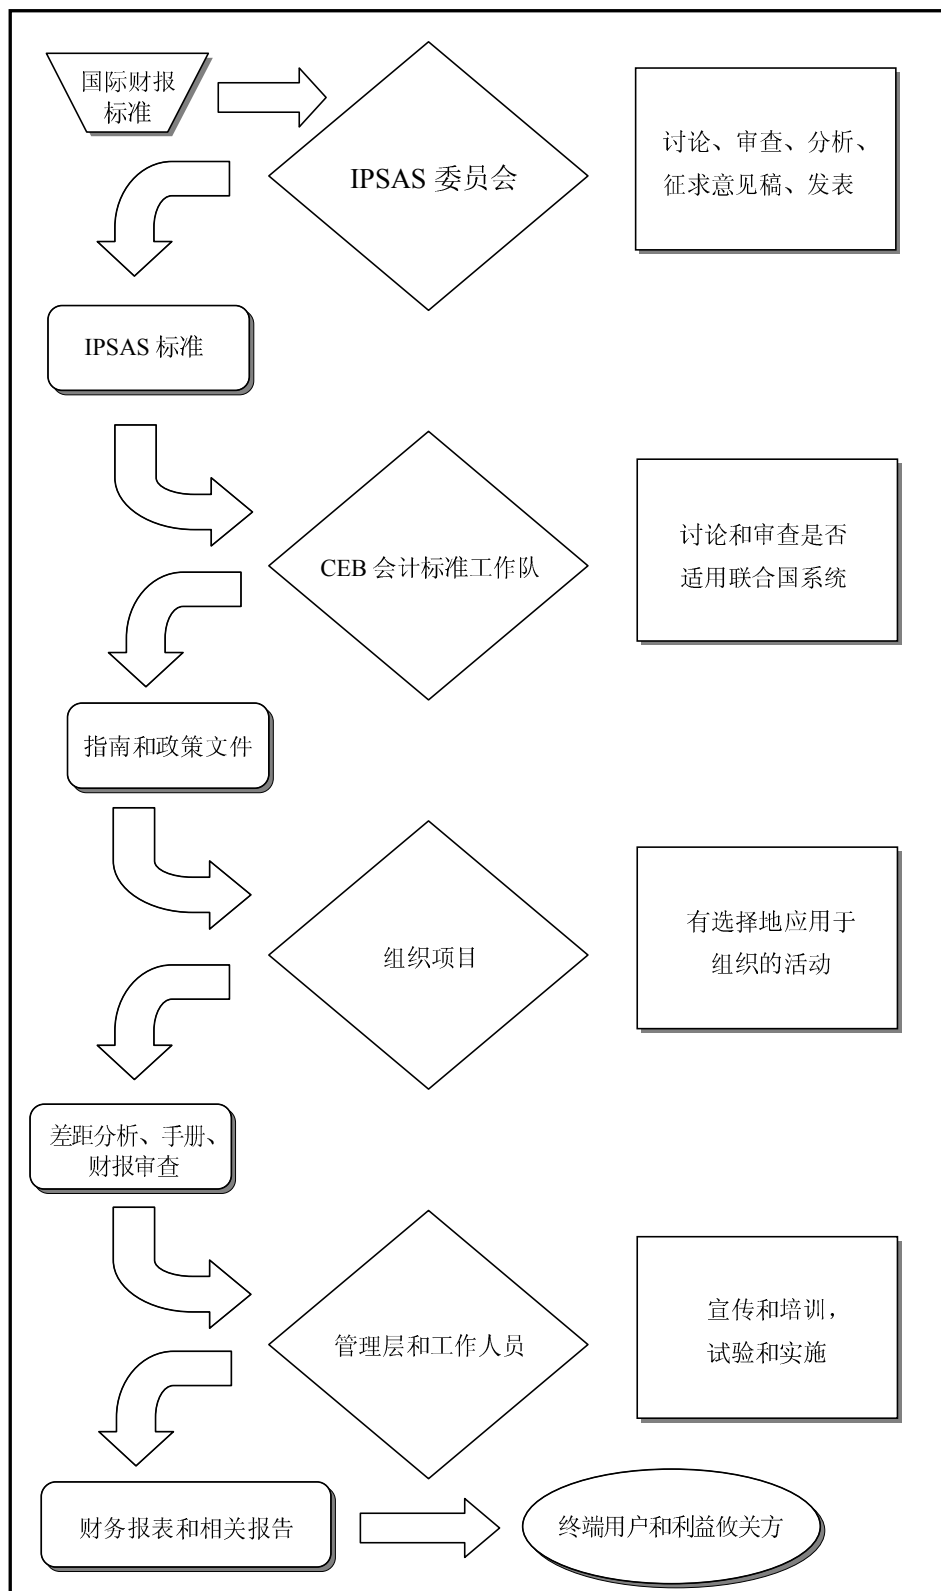 国际财报
标准
IPSAS 委员会
讨论、审查、分析、
征求意见稿、发表
IPSAS 标准
CEB 会计标准工作队
讨论和审查是否
适用联合国系统
指南和政策文件
组织项目
有选择地应用于
组织的活动
差距分析、手册、
财报审查
管理层和工作人员
宣传和培训，
试验和实施
财务报表和相关报告
终端用户和利益攸关方